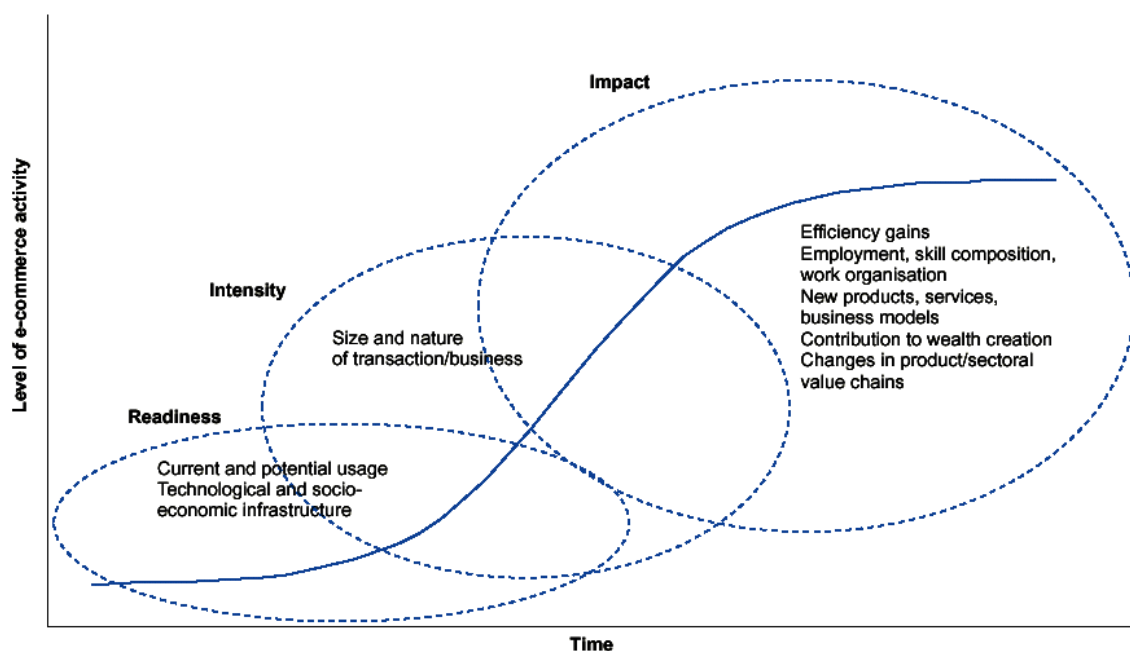 Impact
Level of e-commerce activity
Efficiency gains
Employment, skill composition,
work organisation
New products, services,
business models
Contribution to wealth creation
Changes in product/sectoral
value chains
Intensity
Size and nature
of transaction/business
Readiness
Current and potential usage
Technological and socio-
economic infrastructure
Time